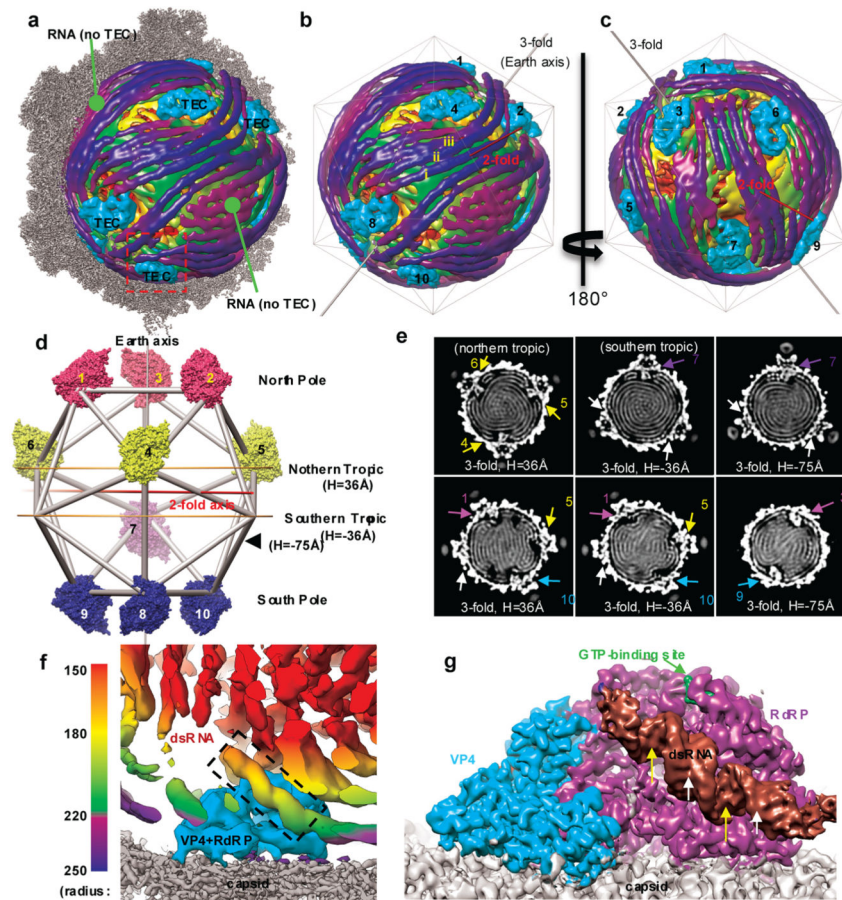 a
RNA (no TEC)
TEC
TEC
TEC
TEC
RNA (no TEC)
b
3-fold
(Earth axis)
1
4
2
iii
ii
i
2-fold
8
10
180°
c
3-fold
1
2
3
6
2-fold
5
7
9
d
Earth axis
1
3
2
North Pole
6
4
5
Nothern Tropic
(H=36Å)
2-fold axis
Southern Tropic
7
(H=-36Å)
(H=-75Å)
South Pole
9
8
10
e
(northern tropic)
(southern tropic)
6
7
7
5
4
3-fold, H=36Å
3-fold, H=-36Å
3-fold, H=-75Å
1
5
1
5
10
10
9
3-fold, H=36Å
3-fold, H=-36Å
3-fold, H=-75Å
f
150
180
220
250
(radius:
dsRNA
VP4+RdRP
capsid
g
GTP-binding site
RdRP
VP4
dsRNA
capsid